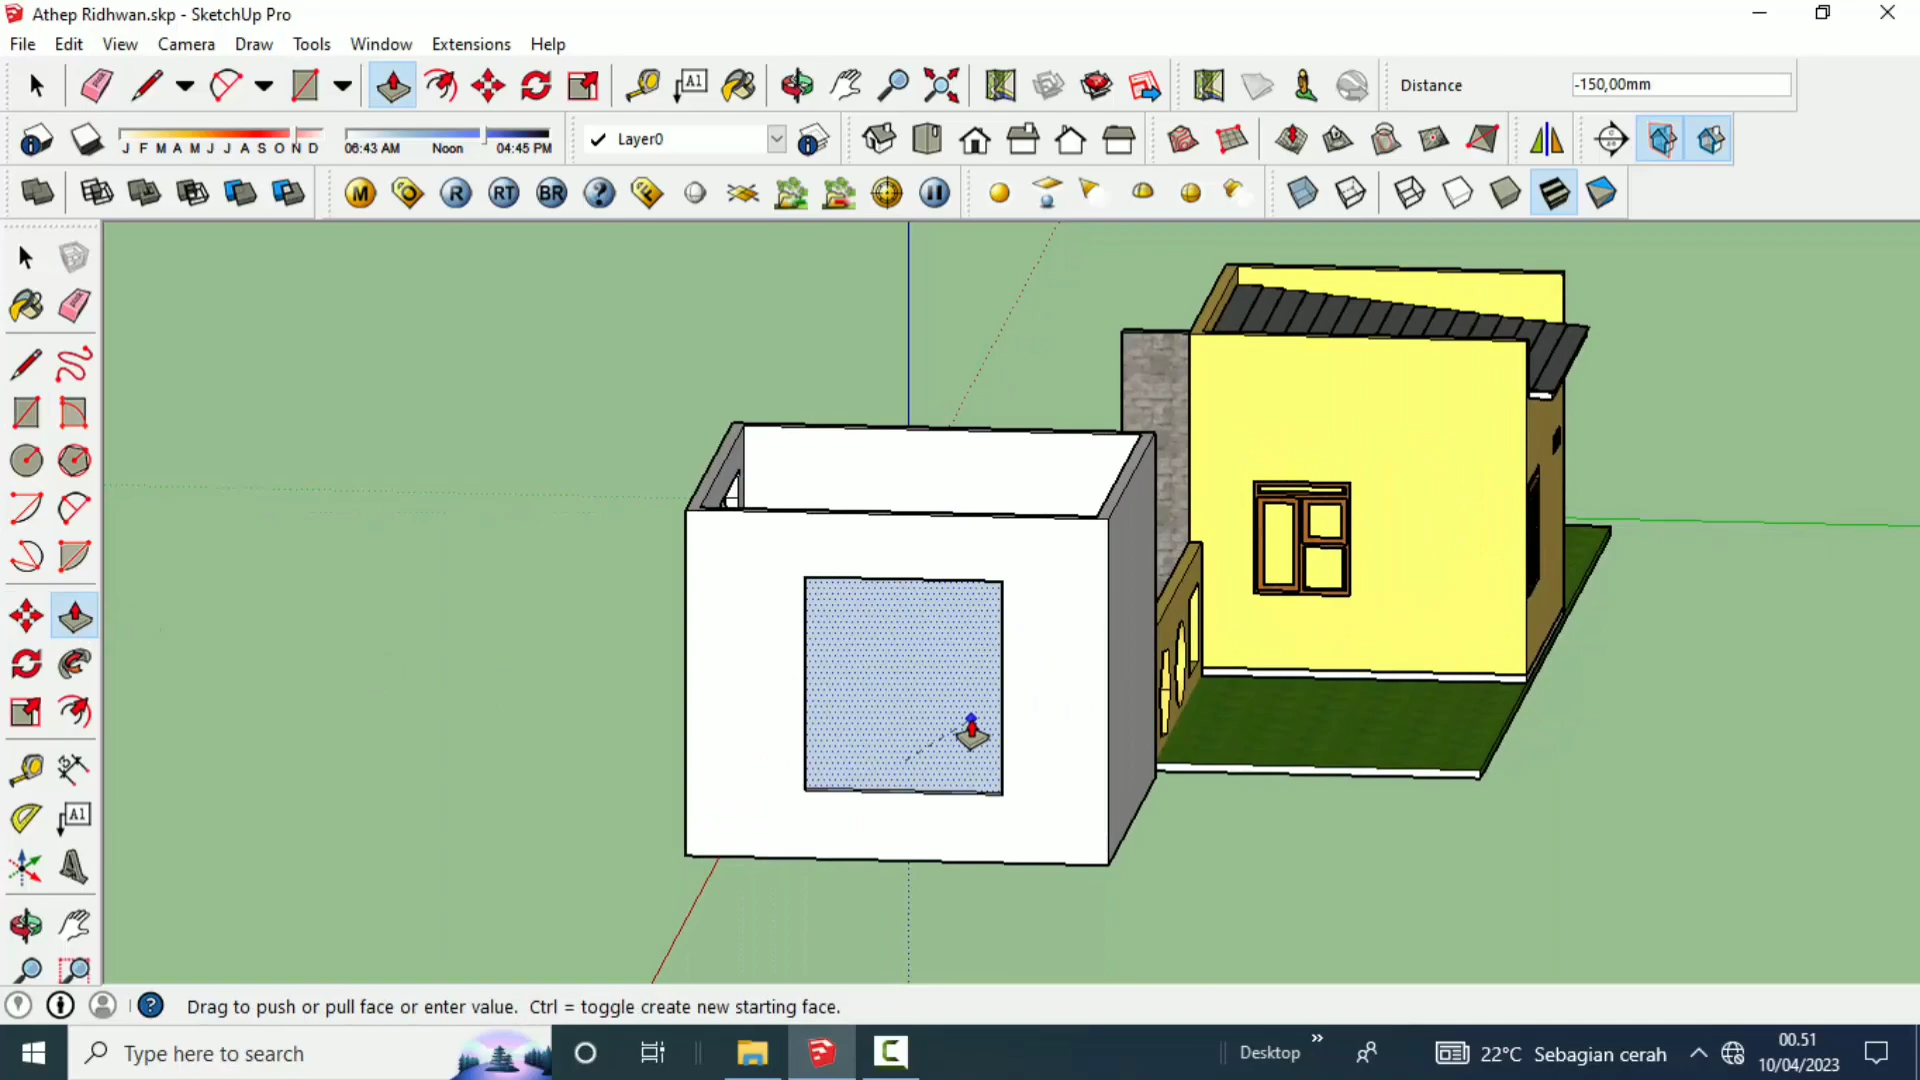 Athep Ridhwan.skp - SketchUp Pro
File Edit View Camera Draw Tools Window Extensions Help
A1
Distance -150,00mm
J F M A M J J A S O N D
06:43 AM Noon 04:45 PM
Layer0
M O R RT BR ? F
A1
Drag to push or pull face or enter value. Ctrl = toggle create new starting face.
Type here to search
Desktop
22°C Sebagian cerah
00.51
10/04/2023